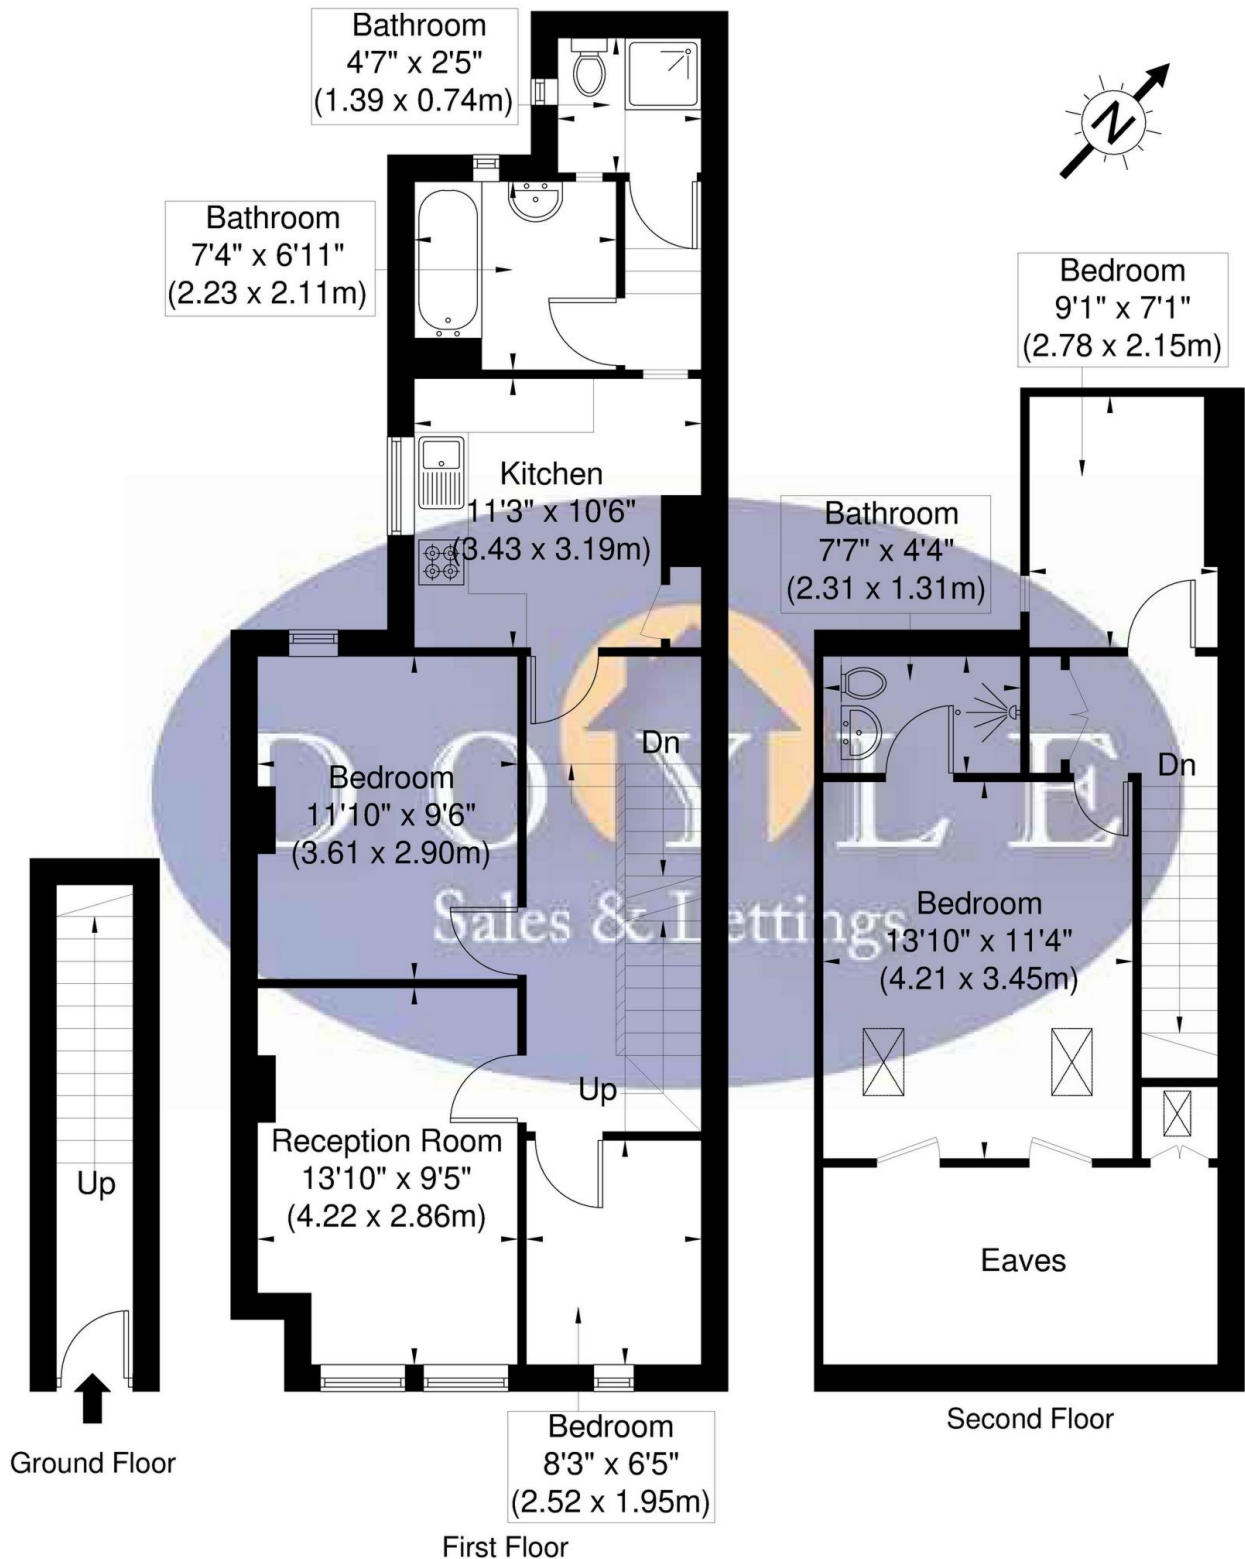 Bathroom
4'7" x 2'5"
(1.39 x 0.74m)
N
Bathroom
7'4" x 6'11"
(2.23 x 2.11m)
Bedroom
9'1" x 7'1"
(2.78 x 2.15m)
Kitchen
11'3" x 10'6"
(3.43 x 3.19m)
Bathroom
7'7" x 4'4"
(2.31 x 1.31m)
DOYLE
Sales & Lettings
Dn
Dn
Bedroom
11'10" x 9'6"
(3.61 x 2.90m)
Bedroom
13'10" x 11'4"
(4.21 x 3.45m)
Up
Reception Room
13'10" x 9'5"
(4.22 x 2.86m)
Up
Eaves
Bedroom
8'3" x 6'5"
(2.52 x 1.95m)
Ground Floor
First Floor
Second Floor